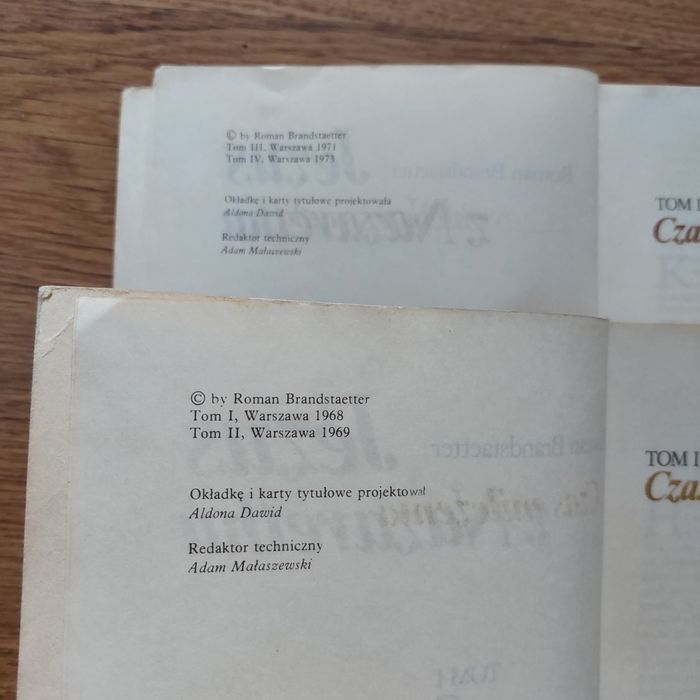 © by Roman Brandstaetter
Tom III, Warszawa 1971
Tom IV, Warszawa 1973
Okładkę i karty tytułowe projektowała
Aldona Dawid
Redaktor techniczny
Adam Małaszewski
TOM I
Cza
© by Roman Brandstaetter
Tom I, Warszawa 1968
Tom II, Warszawa 1969
Okładkę i karty tytułowe projektował
Aldona Dawid
Redaktor techniczny
Adam Małaszewski
TOM I
Cza